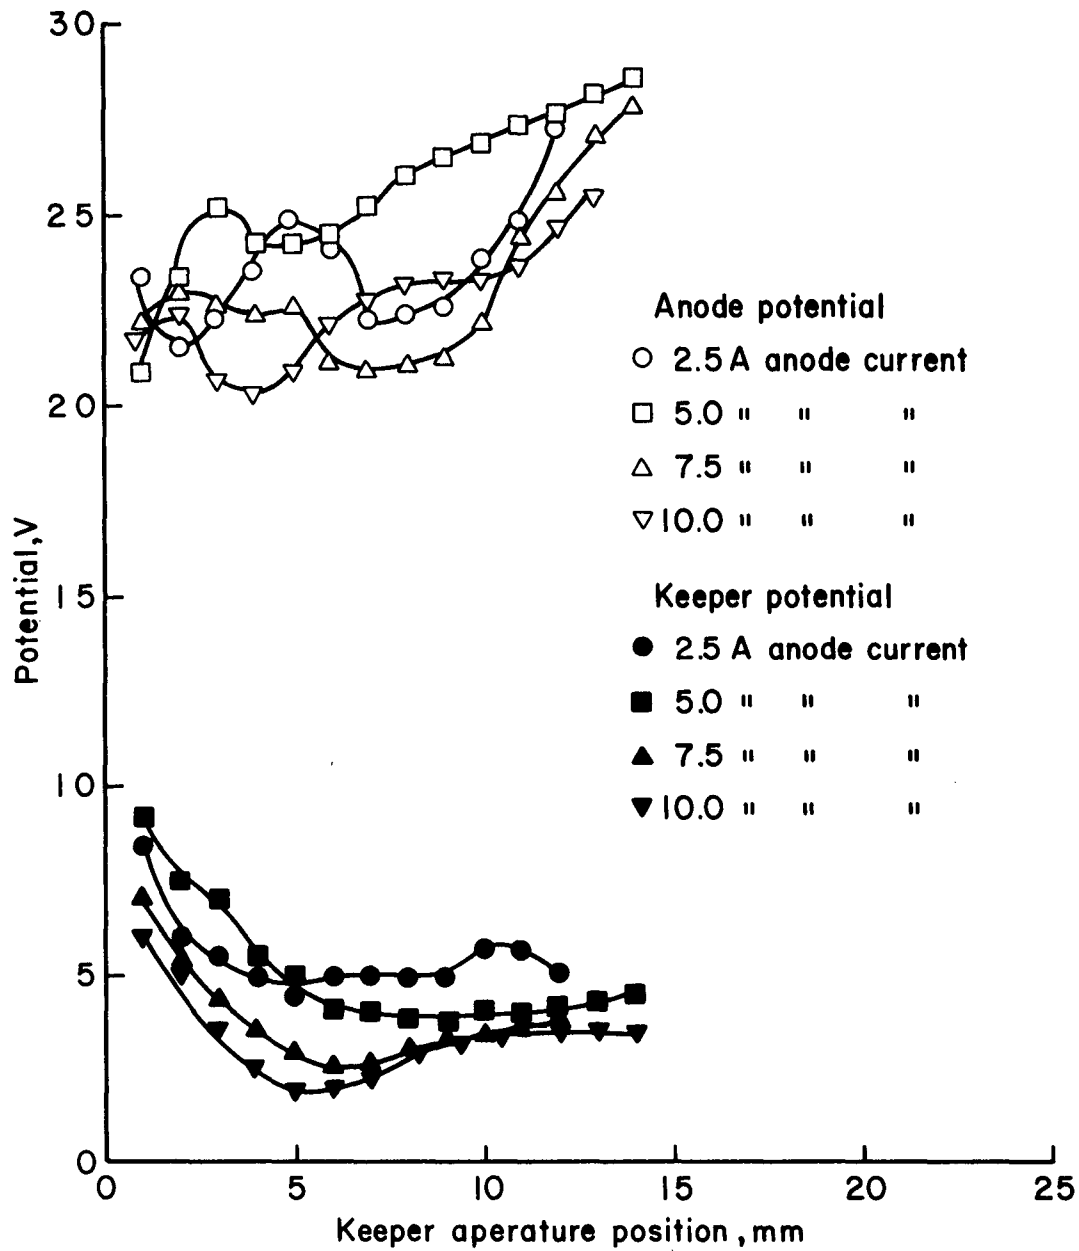 30
25
20
15
10
5
0
Potential,V
Anode potential
2.5 A anode current
5.0 " " "
7.5 " " "
10.0 " " "
Keeper potential
2.5 A anode current
5.0 " " "
7.5 " " "
10.0 " " "
0 5 10 15 20 25
Keeper aperature position, mm